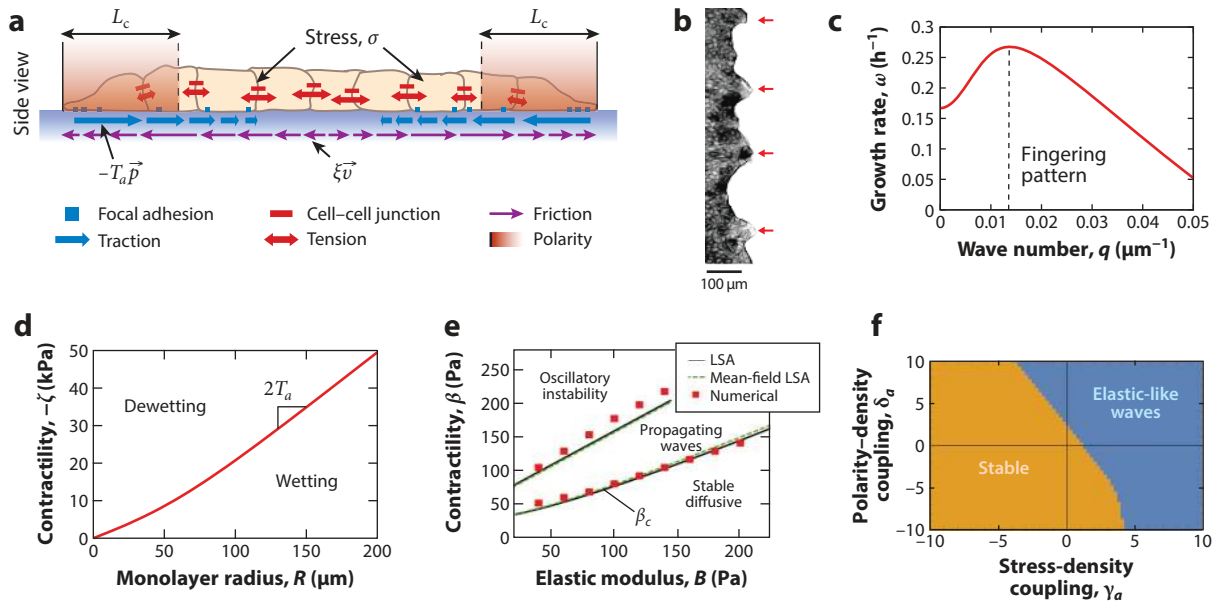 a
L_c
Stress, σ
L_c
Side view
−T_a p⃗
ξv⃗
Focal adhesion
Cell–cell junction
Friction
Traction
Tension
Polarity
b
100 μm
c
Growth rate, ω (h⁻¹)
0.30
0.25
0.20
0.15
0.10
0.05
0
Fingering
pattern
0 0.01 0.02 0.03 0.04 0.05
Wave number, q (μm⁻¹)
d
Contractility, −ζ (kPa)
50
40
30
20
10
0
2T_a
Dewetting
Wetting
0 50 100 150 200
Monolayer radius, R (μm)
e
Contractility, β (Pa)
250
200
150
100
50
0
LSA
Mean-field LSA
Numerical
Oscillatory
instability
Propagating
waves
Stable
diffusive
β_c
50 100 150 200
Elastic modulus, B (Pa)
f
Polarity–density
coupling, δ_a
10
5
0
−5
−10
Elastic-like
waves
Stable
−10 −5 0 5 10
Stress-density
coupling, γ_a